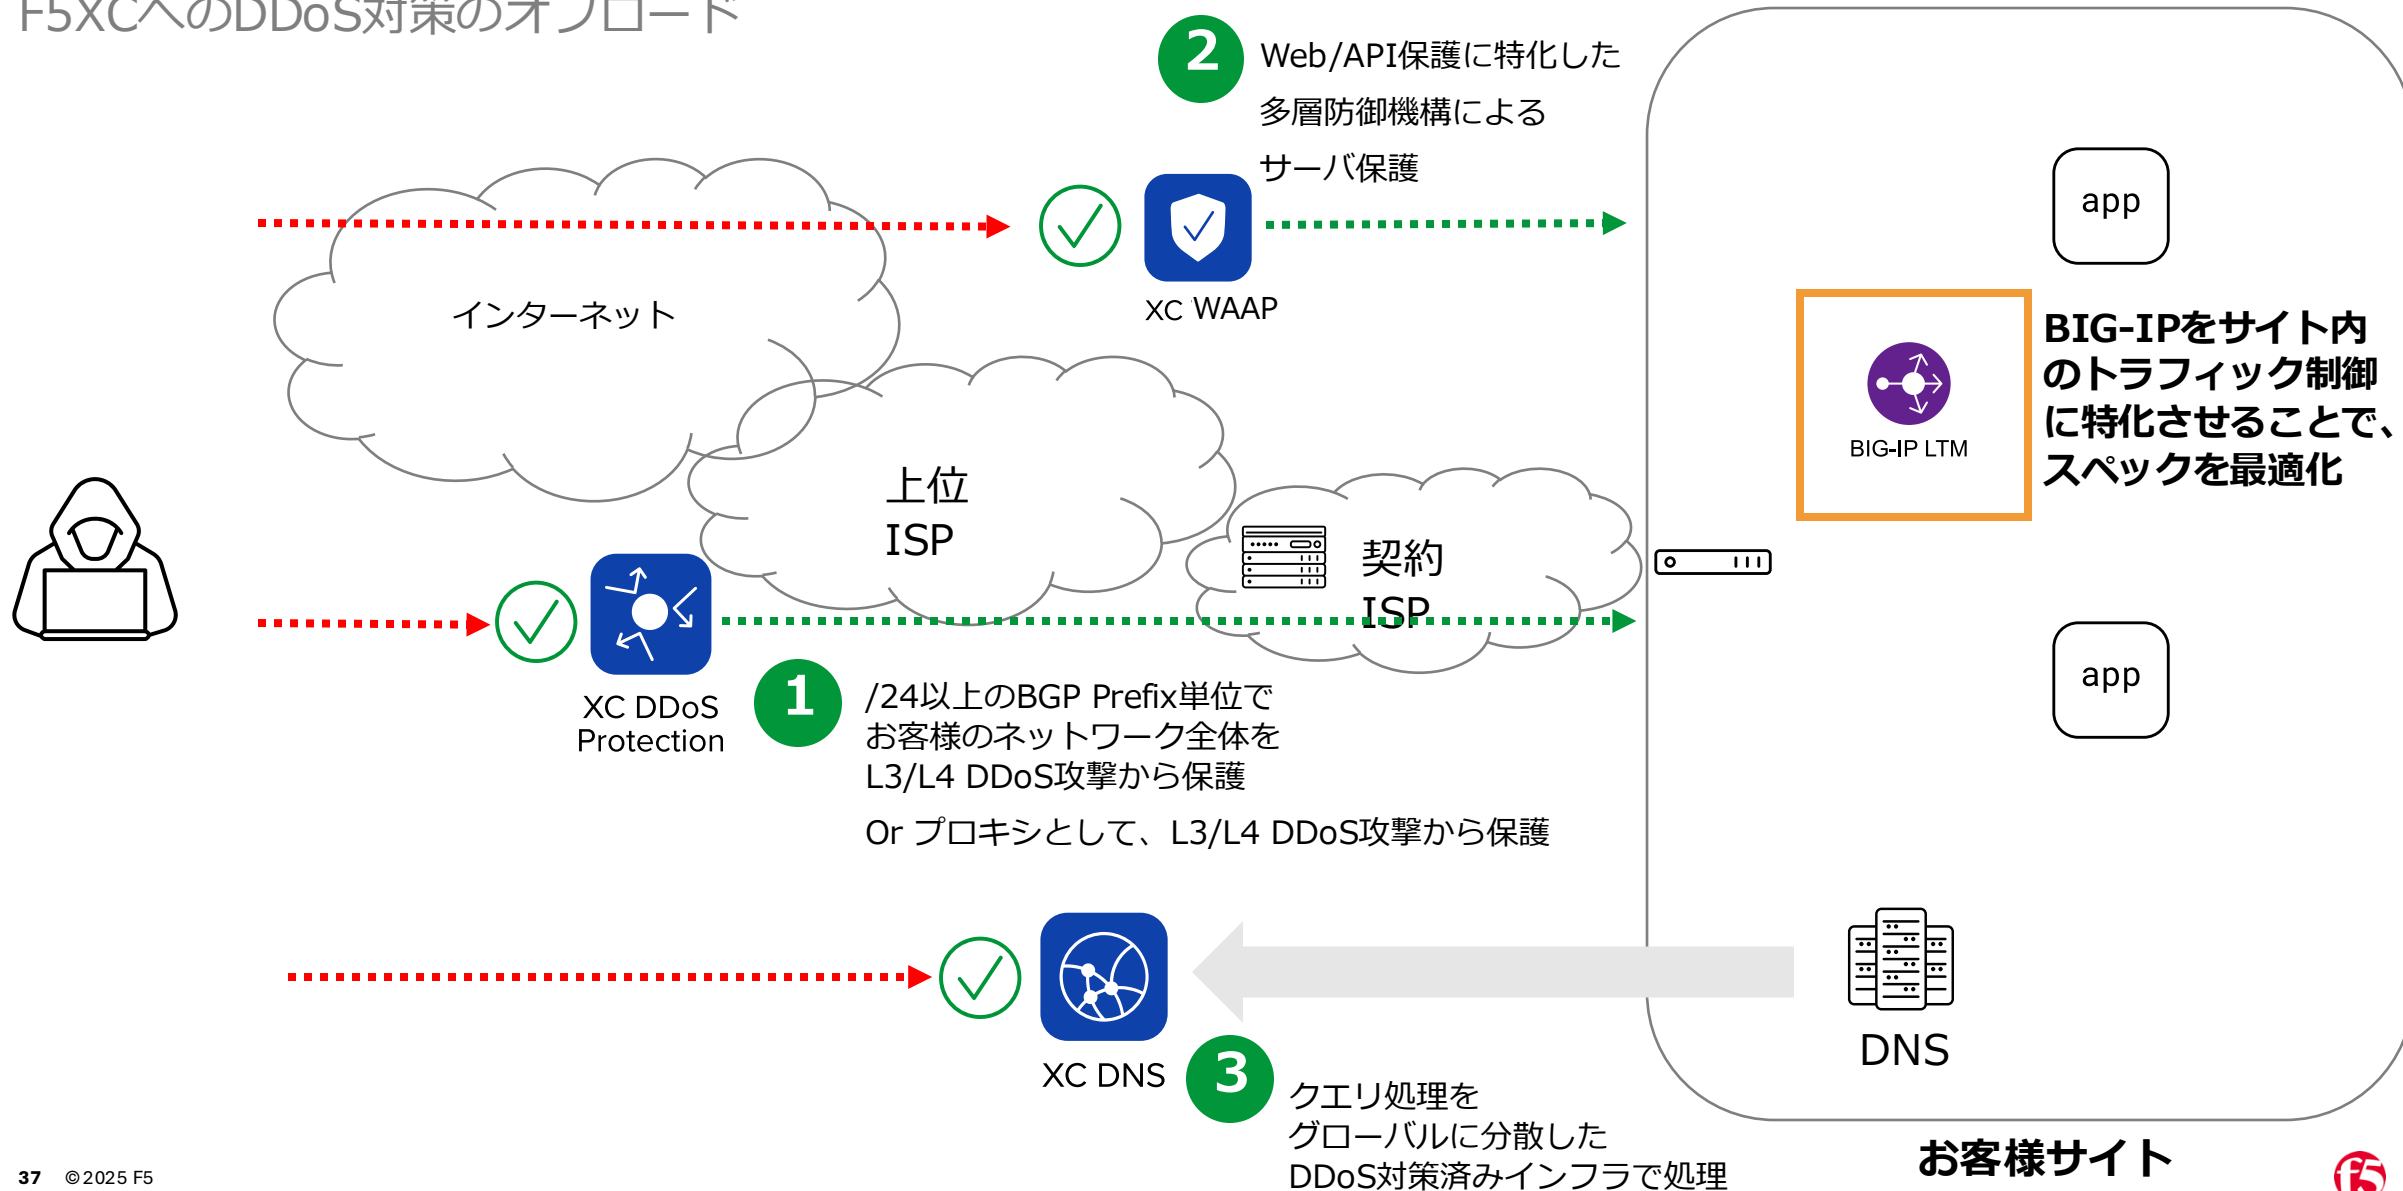 F5XCへのDDoS対策のオフロード
2
Web/API保護に特化した
多層防御機構による
サーバ保護
app
インターネット
XC WAAP
BIG-IPをサイト内
のトラフィック制御
に特化させることで、
スペックを最適化
BIG-IP LTM
上位
ISP
契約
ISP
XC DDoS
Protection
1
/24以上のBGP Prefix単位で
お客様のネットワーク全体を
L3/L4 DDoS攻撃から保護
Or プロキシとして、L3/L4 DDoS攻撃から保護
app
XC DNS
3
クエリ処理を
グローバルに分散した
DDoS対策済みインフラで処理
DNS
お客様サイト
37 ©2025 F5
f5